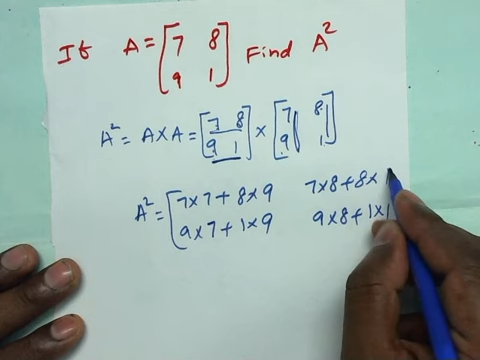 If A = [7 8 Find A²
9 1]
A² = A × A = [7 8 × [7 8
9 1] 9 1]
A² = [7×7+8×9 7×8+8×
9×7+1×9 9×8+1×1